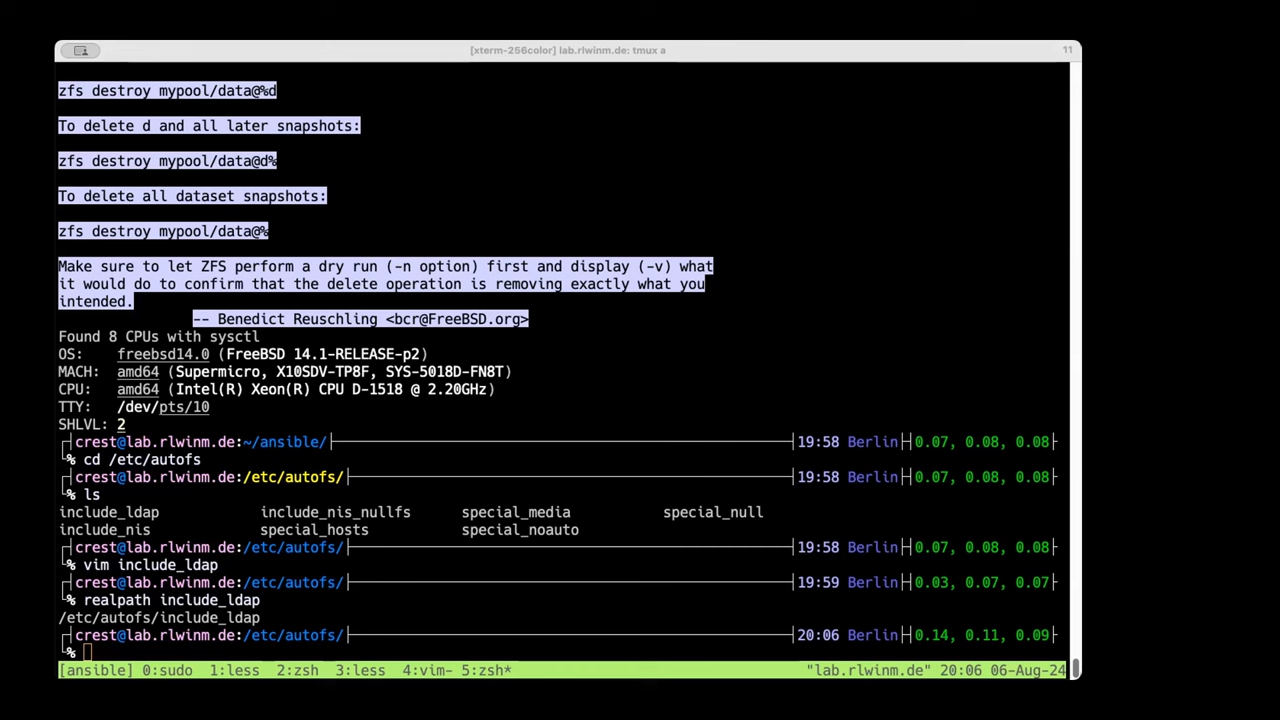 [xterm-256color] lab.rlwinm.de: tmux a 11
zfs destroy mypool/data@%d
To delete d and all later snapshots:
zfs destroy mypool/data@d%
To delete all dataset snapshots:
zfs destroy mypool/data@%
Make sure to let ZFS perform a dry run (-n option) first and display (-v) what
it would do to confirm that the delete operation is removing exactly what you
intended.
-- Benedict Reuschling <bcr@FreeBSD.org>
Found 8 CPUs with sysctl
OS: freebsd14.0 (FreeBSD 14.1-RELEASE-p2)
MACH: amd64 (Supermicro, X10SDV-TP8F, SYS-5018D-FN8T)
CPU: amd64 (Intel(R) Xeon(R) CPU D-1518 @ 2.20GHz)
TTY: /dev/pts/10
SHLVL: 2
crest@lab.rlwinm.de:~/ansible/ 19:58 Berlin 0.07, 0.08, 0.08
% cd /etc/autofs
crest@lab.rlwinm.de:/etc/autofs/ 19:58 Berlin 0.07, 0.08, 0.08
% ls
include_ldap include_nis_nullfs special_media special_null
include_nis special_hosts special_noauto
crest@lab.rlwinm.de:/etc/autofs/ 19:58 Berlin 0.07, 0.08, 0.08
% vim include_ldap
crest@lab.rlwinm.de:/etc/autofs/ 19:59 Berlin 0.03, 0.07, 0.07
% realpath include_ldap
/etc/autofs/include_ldap
crest@lab.rlwinm.de:/etc/autofs/ 20:06 Berlin 0.14, 0.11, 0.09
%
[ansible] 0:sudo 1:less 2:zsh 3:less 4:vim- 5:zsh* "lab.rlwinm.de" 20:06 06-Aug-24